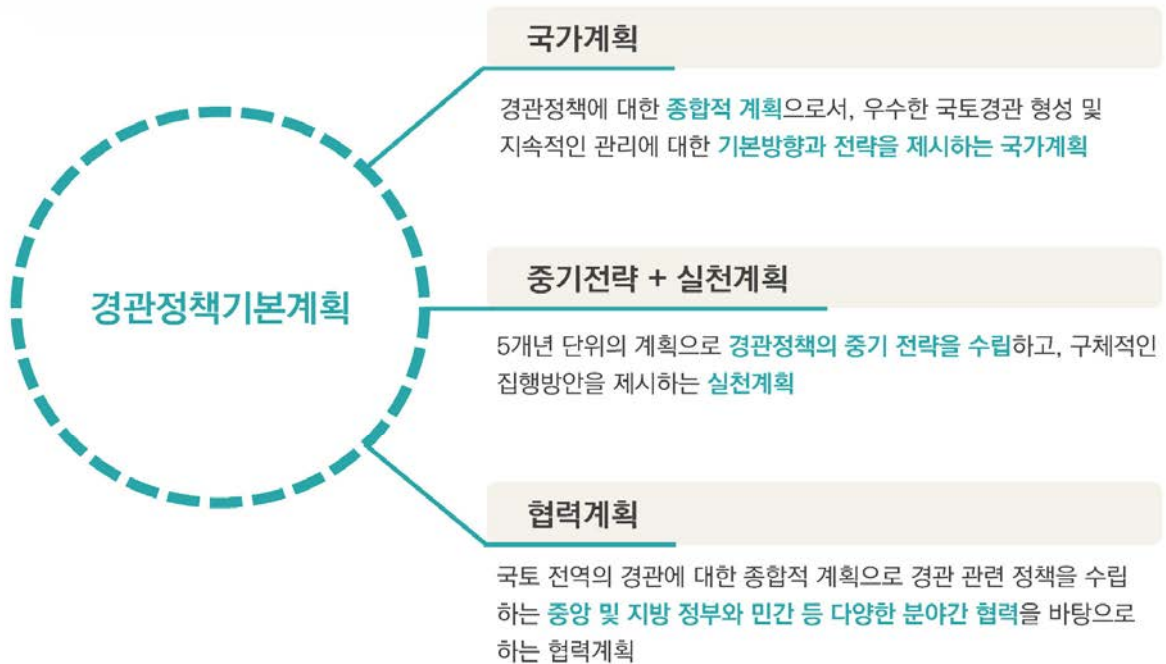 국가계획
경관정책에 대한 종합적 계획으로서, 우수한 국토경관 형성 및
지속적인 관리에 대한 기본방향과 전략을 제시하는 국가계획
경관정책기본계획
중기전략 + 실천계획
5개년 단위의 계획으로 경관정책의 중기 전략을 수립하고, 구체적인
집행방안을 제시하는 실천계획
협력계획
국토 전역의 경관에 대한 종합적 계획으로 경관 관련 정책을 수립
하는 중앙 및 지방 정부와 민간 등 다양한 분야간 협력을 바탕으로
하는 협력계획